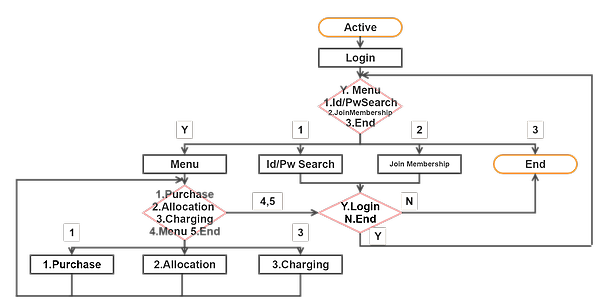 Active
Login
Y. Menu
1.Id/PwSearch
2.JoinMembership
3.End
Y
1
2
3
Menu
Id/Pw Search
Join Membership
End
1.Purchase
2.Allocation
3.Charging
4.Menu 5.End
4,5
Y.Login
N.End
N
Y
1
2
3
1.Purchase
2.Allocation
3.Charging